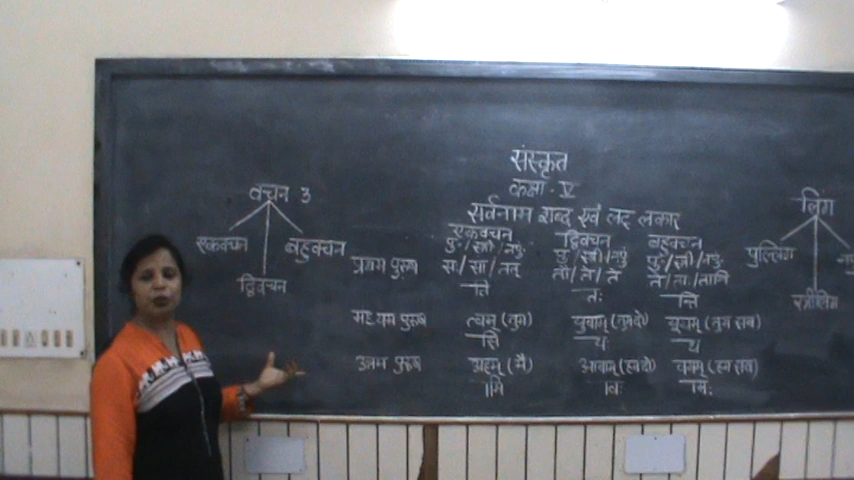 संस्कृत
कक्षा - V
सर्वनाम शब्द एवं लट् लकार
वचन 3
एकवचन
द्विवचन
बहुवचन
एकवचन द्विवचन बहुवचन
पु॰/स्त्री/नपुं॰ पु॰/स्त्री/नपुं॰ पु॰/स्त्री/नपुं॰
प्रथम पुरुष सः/सा/तत् तौ/ते/ते ते/ताः/तानि
ति तः न्ति
मध्यम पुरुष त्वम् (तुम) युवाम् (तुम दो) यूयम् (तुम सब)
सि थः थ
उत्तम पुरुष अहम् (मैं) आवाम् (हम दो) वयम् (हम सब)
ामि ावः ामः
लिंग
पुल्लिंग
स्त्रीलिंग